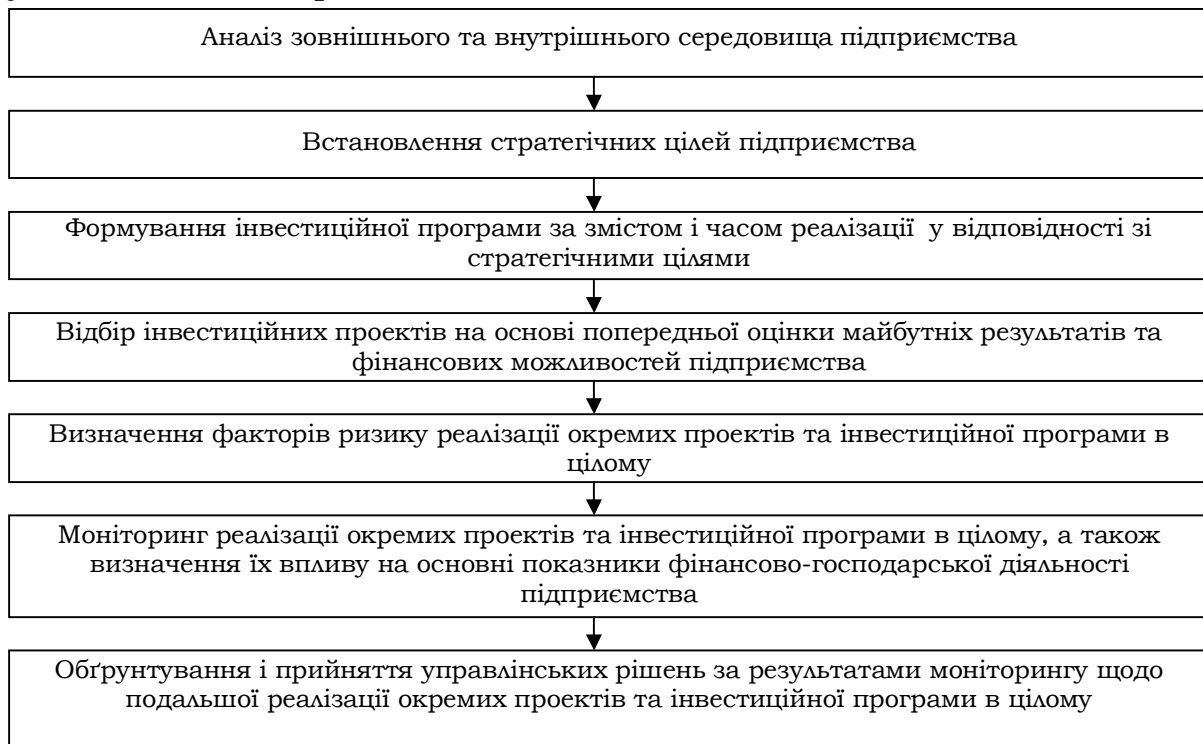 Аналіз зовнішнього та внутрішнього середовища підприємства
Встановлення стратегічних цілей підприємства
Формування інвестиційної програми за змістом і часом реалізації у відповідності зі
стратегічними цілями
Відбір інвестиційних проектів на основі попередньої оцінки майбутніх результатів та
фінансових можливостей підприємства
Визначення факторів ризику реалізації окремих проектів та інвестиційної програми в
цілому
Моніторинг реалізації окремих проектів та інвестиційної програми в цілому, а також
визначення їх впливу на основні показники фінансово-господарської діяльності
підприємства
Обґрунтування і прийняття управлінських рішень за результатами моніторингу щодо
подальшої реалізації окремих проектів та інвестиційної програми в цілому